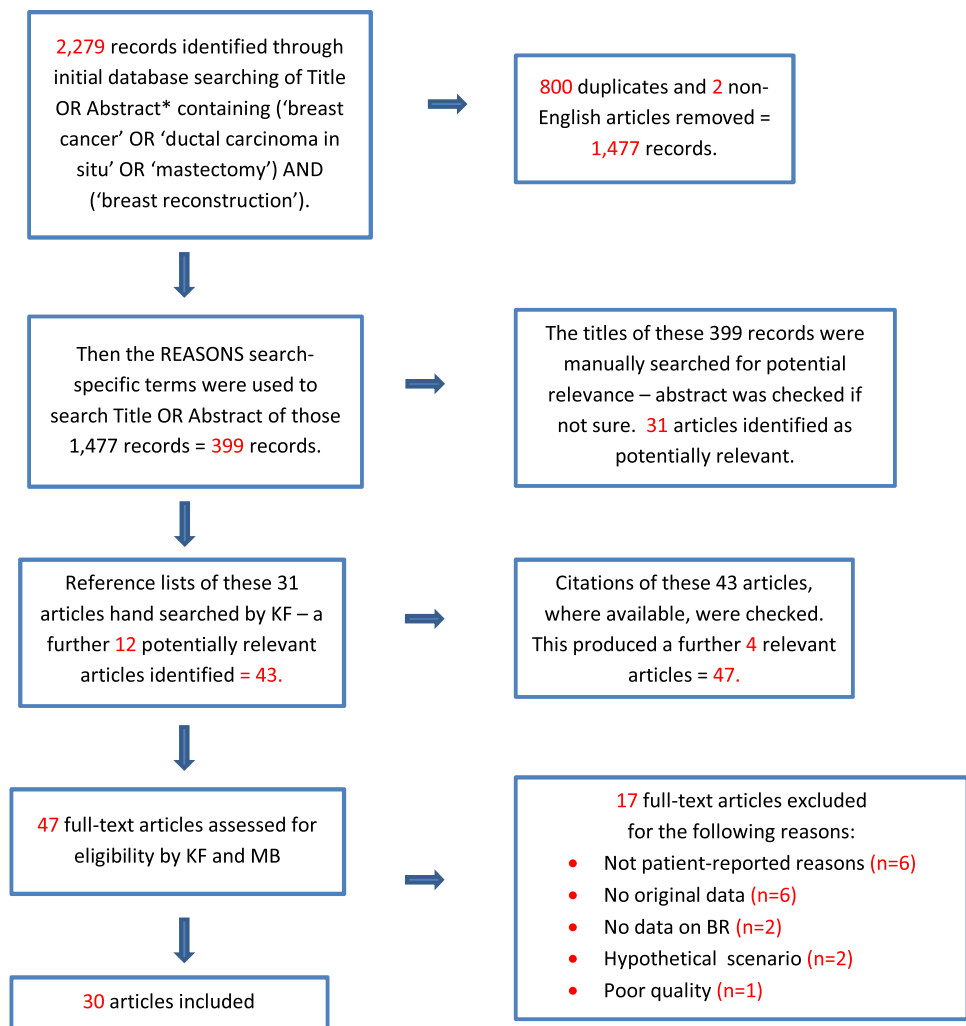 2,279 records identified through
initial database searching of Title
OR Abstract* containing (‘breast
cancer’ OR ‘ductal carcinoma in
situ’ OR ‘mastectomy’) AND
(‘breast reconstruction’).
800 duplicates and 2 non-
English articles removed =
1,477 records.
Then the REASONS search-
specific terms were used to
search Title OR Abstract of those
1,477 records = 399 records.
The titles of these 399 records were
manually searched for potential
relevance – abstract was checked if
not sure.  31 articles identified as
potentially relevant.
Reference lists of these 31
articles hand searched by KF – a
further 12 potentially relevant
articles identified = 43.
Citations of these 43 articles,
where available, were checked.
This produced a further 4 relevant
articles = 47.
47 full-text articles assessed for
eligibility by KF and MB
17 full-text articles excluded
for the following reasons:
• Not patient-reported reasons (n=6)
• No original data (n=6)
• No data on BR (n=2)
• Hypothetical  scenario (n=2)
• Poor quality (n=1)
30 articles included